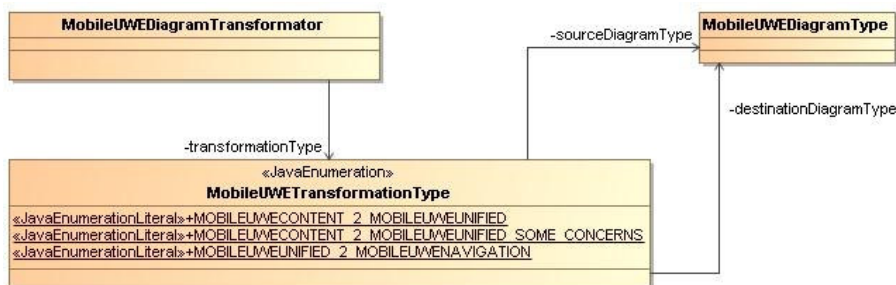 MobileUWEDiagramTransformator
MobileUWEDiagramType
-sourceDiagramType
-destinationDiagramType
-transformationType
«JavaEnumeration»
MobileUWETransformationType
«JavaEnumerationLiteral»+MOBILEUWECONTENT_2_MOBILEUWEUNIFIED
«JavaEnumerationLiteral»+MOBILEUWECONTENT_2_MOBILEUWEUNIFIED_SOME_CONCERNS
«JavaEnumerationLiteral»+MOBILEUWEUNIFIED_2_MOBILEUWENAVIGATION